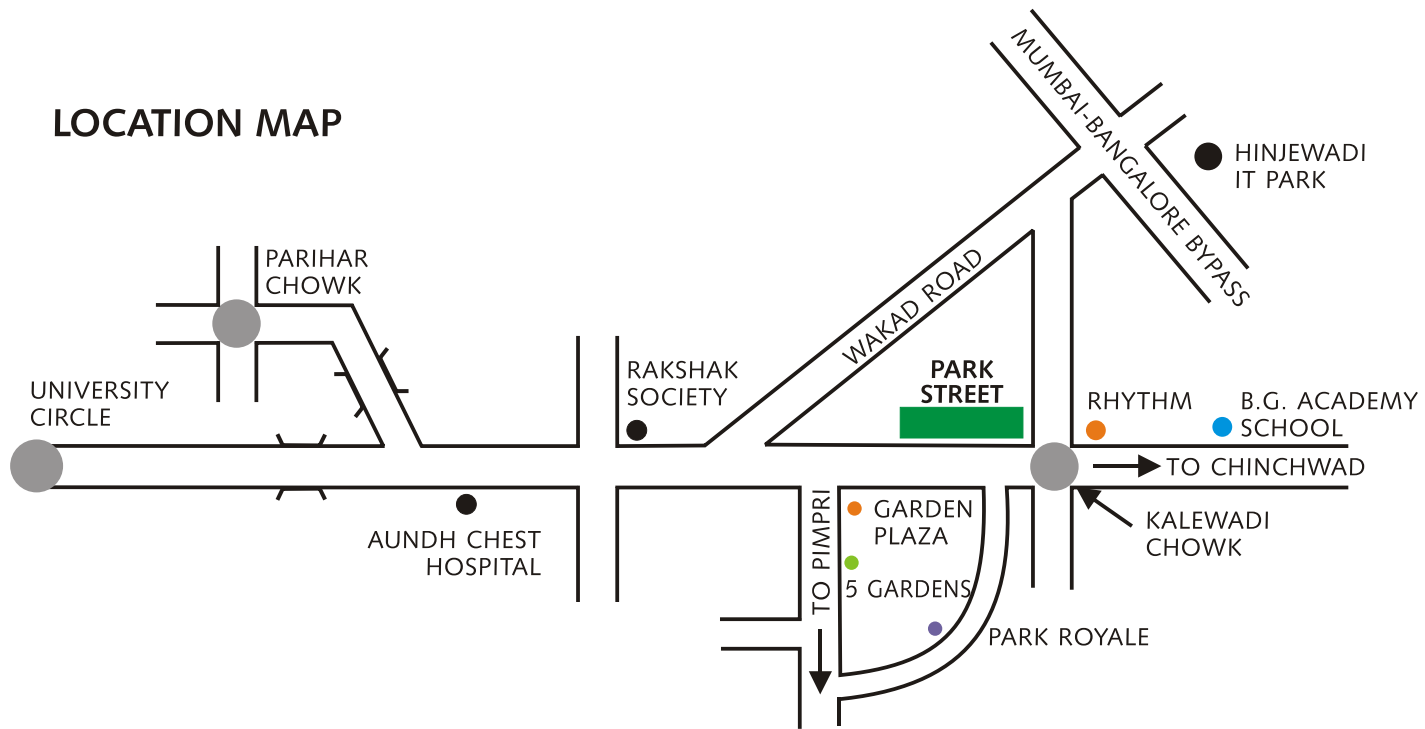 LOCATION MAP
MUMBAI-BANGALORE BYPASS
HINJEWADI
IT PARK
PARIHAR
CHOWK
WAKAD ROAD
UNIVERSITY
CIRCLE
RAKSHAK
SOCIETY
PARK
STREET
RHYTHM
B.G. ACADEMY
SCHOOL
TO CHINCHWAD
AUNDH CHEST
HOSPITAL
TO PIMPRI
GARDEN
PLAZA
KALEWADI
CHOWK
5 GARDENS
PARK ROYALE